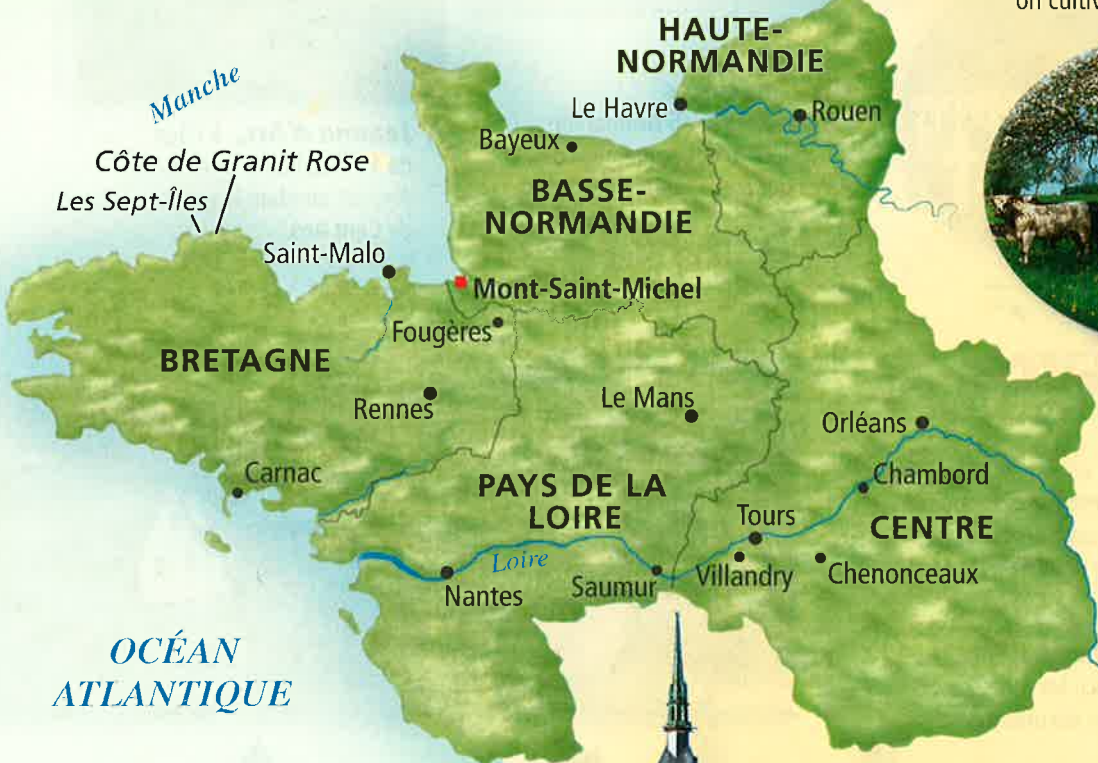 on cultiv
HAUTE-
NORMANDIE
Manche
Le Havre
Rouen
Bayeux
Côte de Granit Rose
Les Sept-Îles
BASSE-
NORMANDIE
Saint-Malo
Mont-Saint-Michel
Fougères
BRETAGNE
Rennes
Le Mans
Orléans
Carnac
Chambord
PAYS DE LA
LOIRE
Tours
CENTRE
Loire
Nantes
Saumur
Villandry
Chenonceaux
OCÉAN
ATLANTIQUE